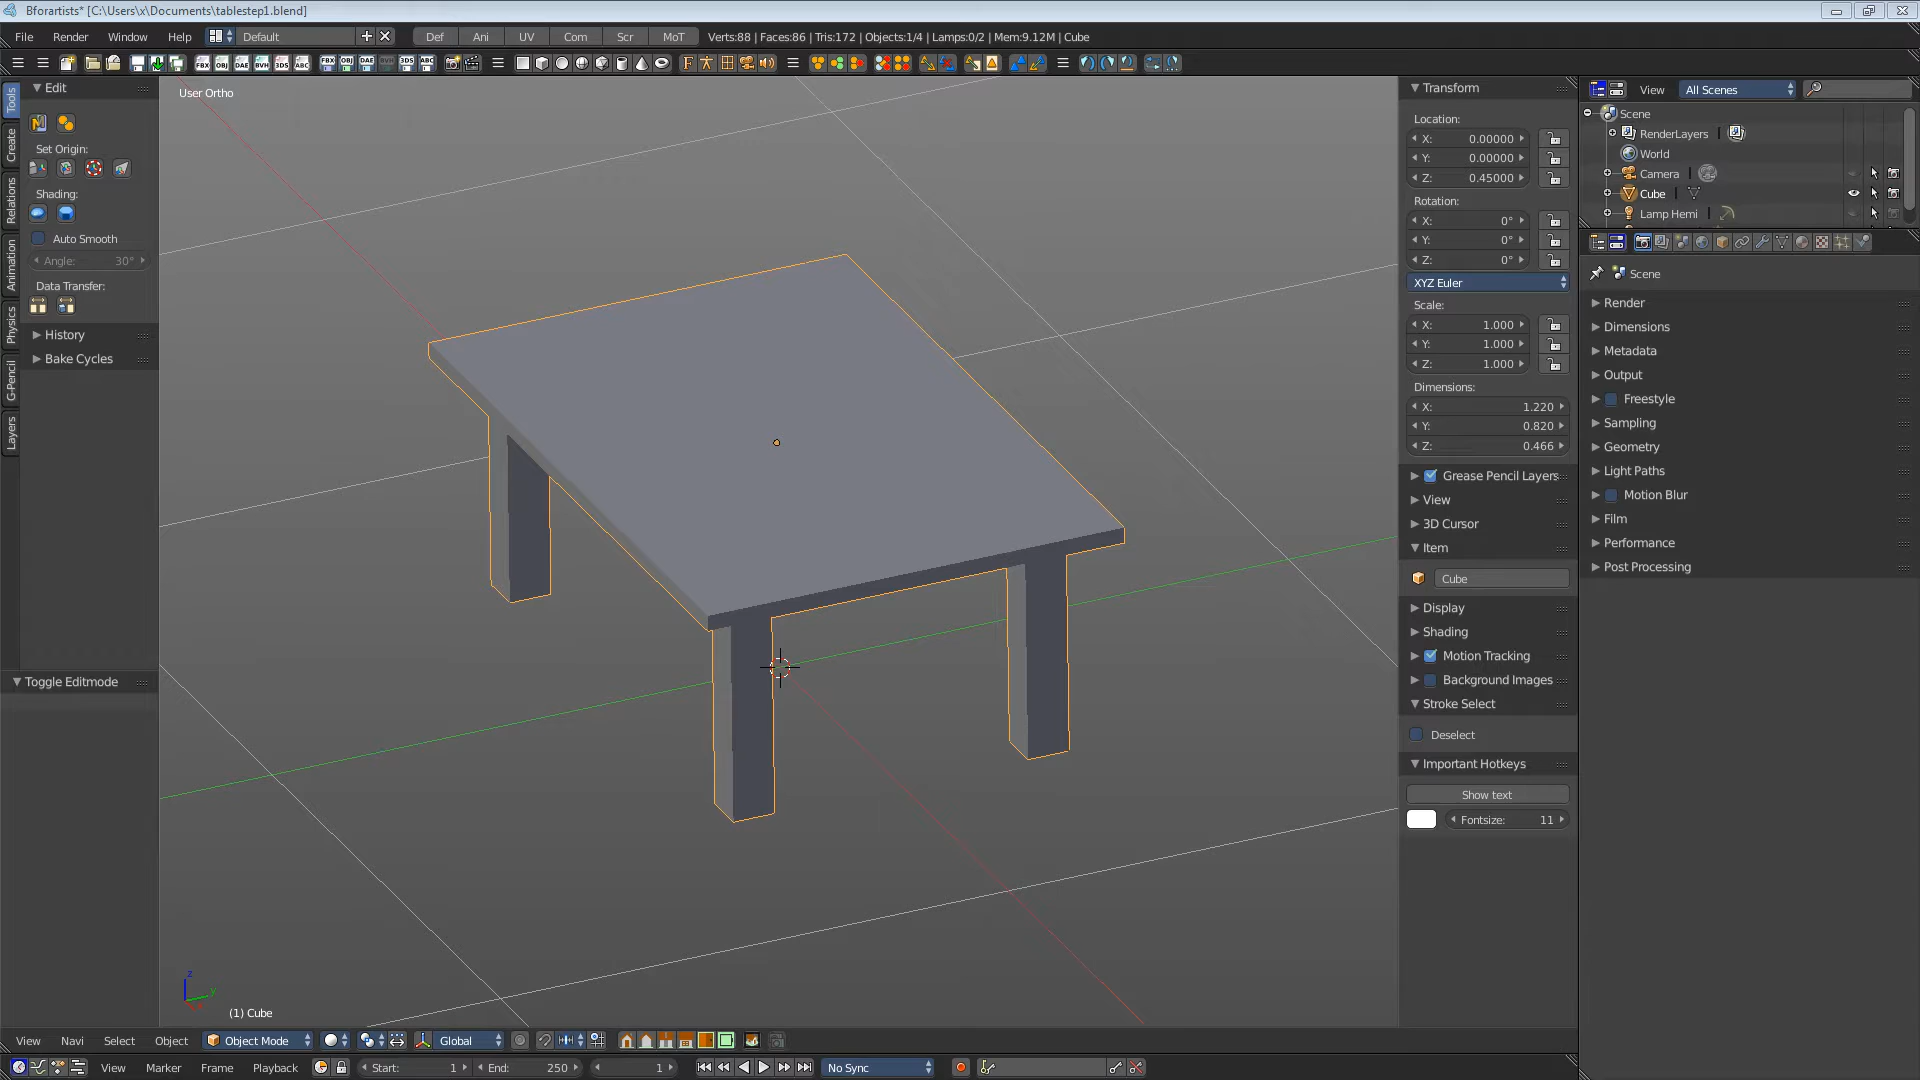 Bforartists* [C:\Users\x\Documents\tablestep1.blend]
File Render Window Help Default Def Ani UV Com Scr MoT Verts:88 | Faces:86 | Tris:172 | Objects:1/4 | Lamps:0/2 | Mem:9.12M | Cube
Tools
Create
Relations
Animation
Physics
G-Pencil
Layers
Edit
Set Origin:
Shading:
Auto Smooth
Angle: 30°
Data Transfer:
History
Bake Cycles
Toggle Editmode
User Ortho
z
y
(1) Cube
Transform
Location:
X: 0.00000
Y: 0.00000
Z: 0.45000
Rotation:
X: 0°
Y: 0°
Z: 0°
XYZ Euler
Scale:
X: 1.000
Y: 1.000
Z: 1.000
Dimensions:
X: 1.220
Y: 0.820
Z: 0.466
Grease Pencil Layers
View
3D Cursor
Item
Cube
Display
Shading
Motion Tracking
Background Images
Stroke Select
Deselect
Important Hotkeys
Show text
Fontsize: 11
View All Scenes
Scene
RenderLayers |
World
Camera |
Cube |
Lamp Hemi |
Scene
Render
Dimensions
Metadata
Output
Freestyle
Sampling
Geometry
Light Paths
Motion Blur
Film
Performance
Post Processing
View Navi Select Object Object Mode Global
View Marker Frame Playback Start: 1 End: 250 1 No Sync